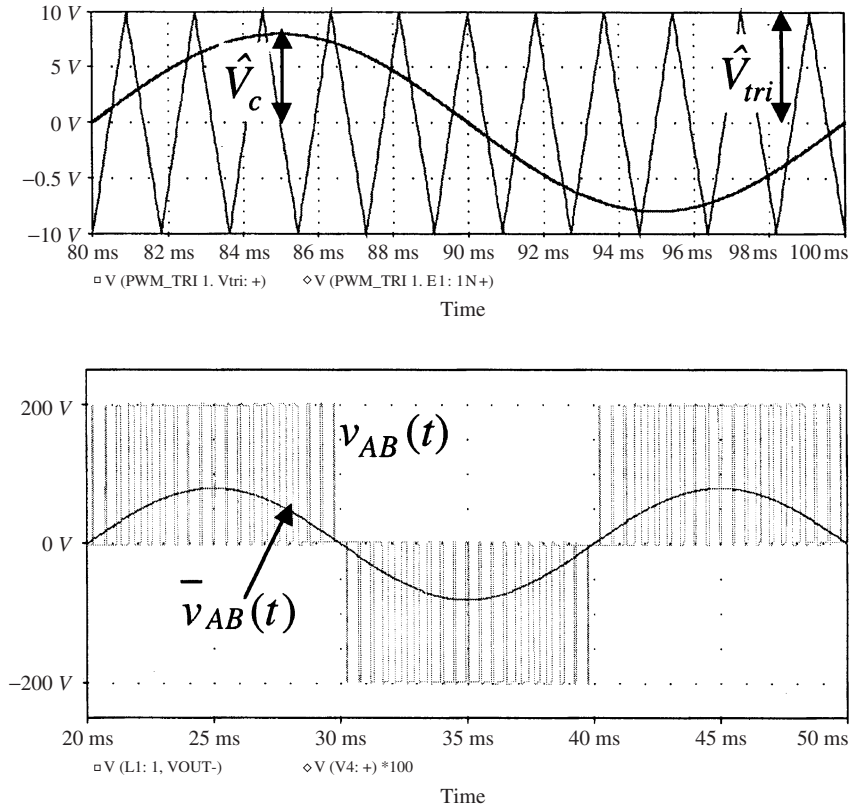 10 V
5 V
0 V
−0.5 V
−10 V
V̂c
V̂tri
80 ms 82 ms 84 ms 86 ms 88 ms 90 ms 92 ms 94 ms 96 ms 98 ms 100 ms
▫ V (PWM_TRI 1. Vtri: +) ◇ V (PWM_TRI 1. E1: 1N+)
Time
200 V
0 V
−200 V
vAB(t)
v̄AB(t)
20 ms 25 ms 30 ms 35 ms 40 ms 45 ms 50 ms
▫ V (L1: 1, VOUT-) ◇ V (V4: +) *100
Time